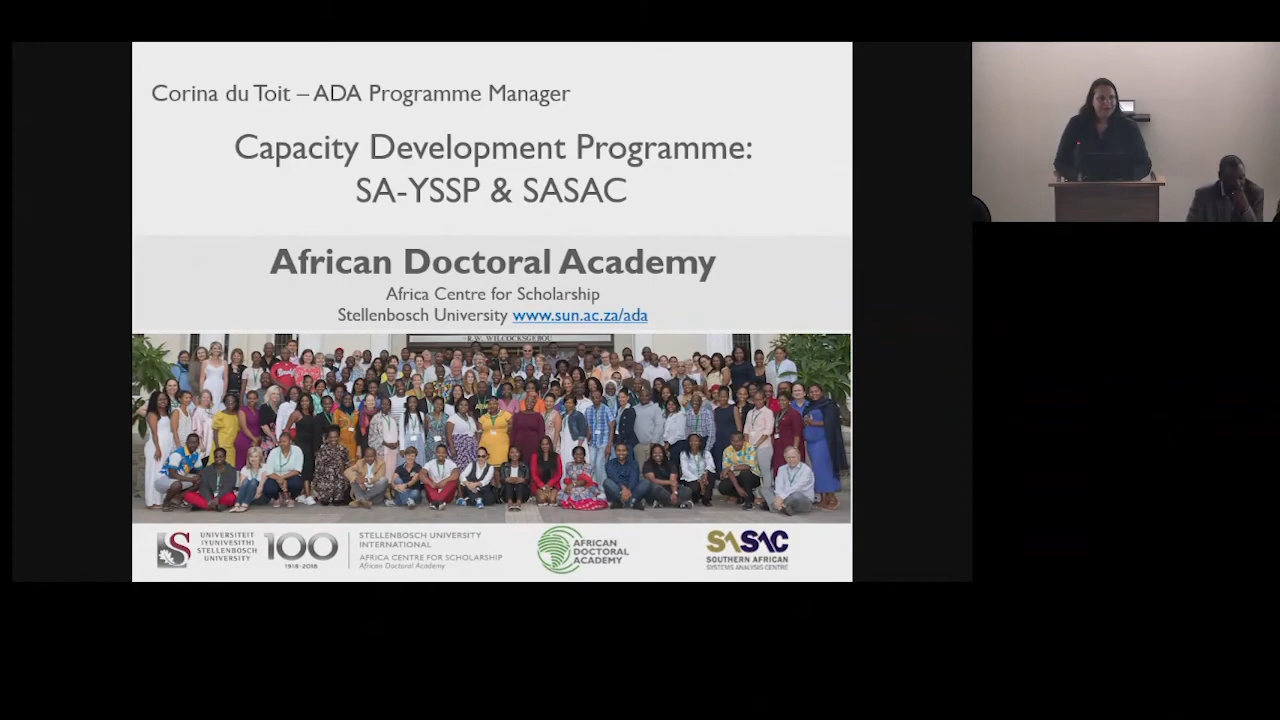 Corina du Toit – ADA Programme Manager
Capacity Development Programme:
SA-YSSP & SASAC
African Doctoral Academy
Africa Centre for Scholarship
Stellenbosch University www.sun.ac.za/ada
R.W. WILCOCKSGEBOU
UNIVERSITEIT
IYUNIVESITHI
STELLENBOSCH
UNIVERSITY
100
1918-2018
STELLENBOSCH UNIVERSITY
INTERNATIONAL
AFRICA CENTRE FOR SCHOLARSHIP
African Doctoral Academy
AFRICAN
DOCTORAL
ACADEMY
SASAC
SOUTHERN AFRICAN
SYSTEMS ANALYSIS CENTRE